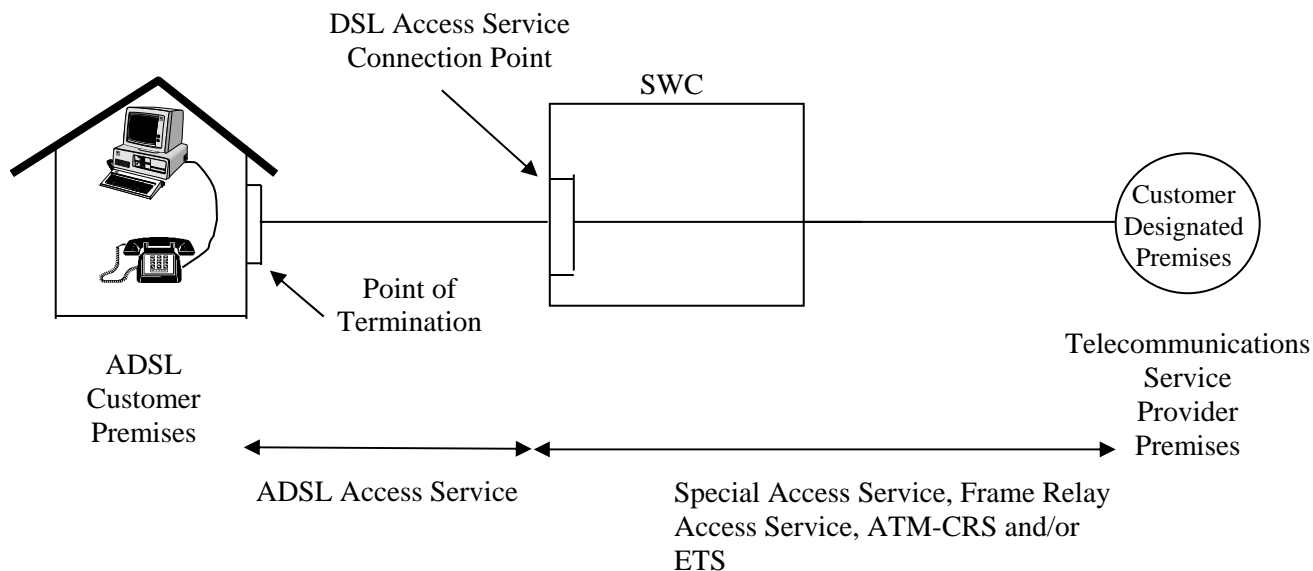 DSL Access Service
Connection Point
SWC
Customer
Designated
Premises
Point of
Termination
ADSL
Customer
Premises
Telecommunications
Service
Provider
Premises
ADSL Access Service
Special Access Service, Frame Relay
Access Service, ATM-CRS and/or
ETS